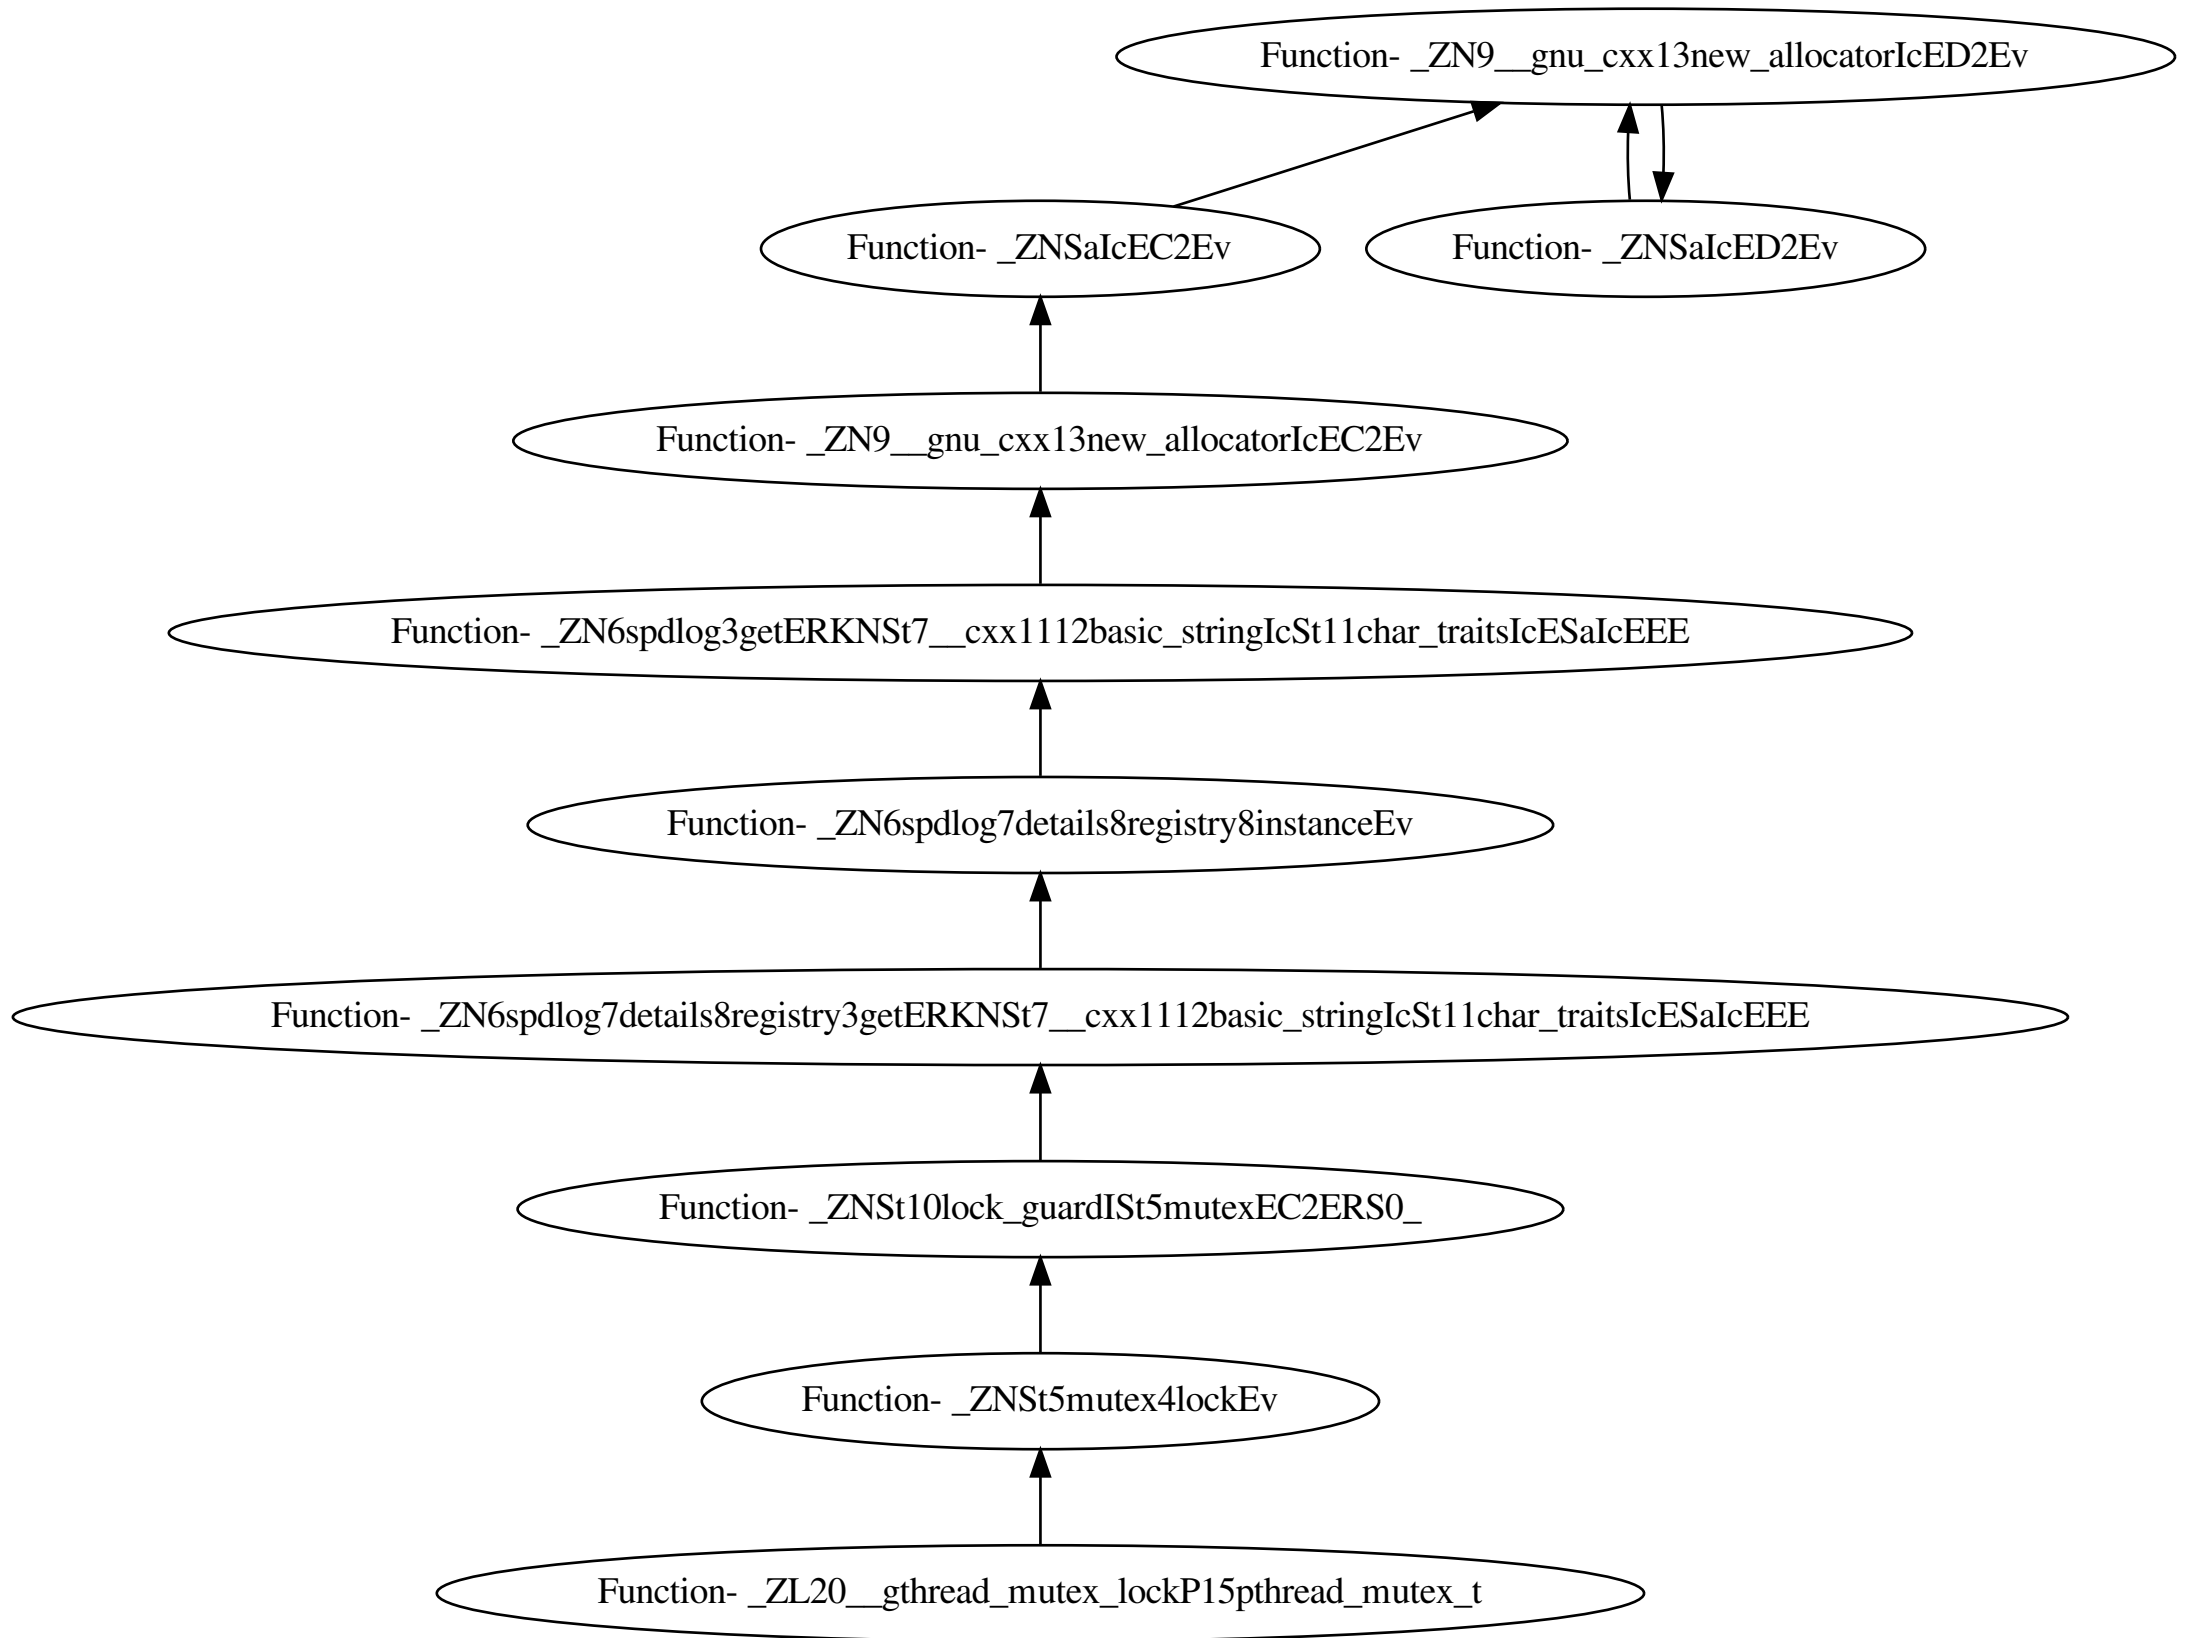 Function- _ZN9__gnu_cxx13new_allocatorIcED2Ev
Function- _ZNSaIcEC2Ev
Function- _ZNSaIcED2Ev
Function- _ZN9__gnu_cxx13new_allocatorIcEC2Ev
Function- _ZN6spdlog3getERKNSt7__cxx1112basic_stringIcSt11char_traitsIcESaIcEEE
Function- _ZN6spdlog7details8registry8instanceEv
Function- _ZN6spdlog7details8registry3getERKNSt7__cxx1112basic_stringIcSt11char_traitsIcESaIcEEE
Function- _ZNSt10lock_guardISt5mutexEC2ERS0_
Function- _ZNSt5mutex4lockEv
Function- _ZL20__gthread_mutex_lockP15pthread_mutex_t